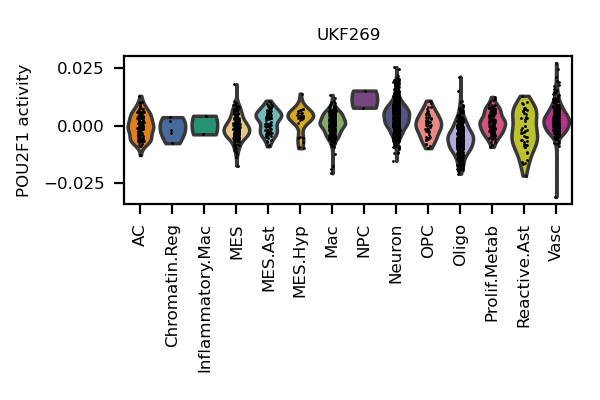 UKF269
POU2F1 activity
0.025
0.000
−0.025
AC
Chromatin.Reg
Inflammatory.Mac
MES
MES.Ast
MES.Hyp
Mac
NPC
Neuron
OPC
Oligo
Prolif.Metab
Reactive.Ast
Vasc